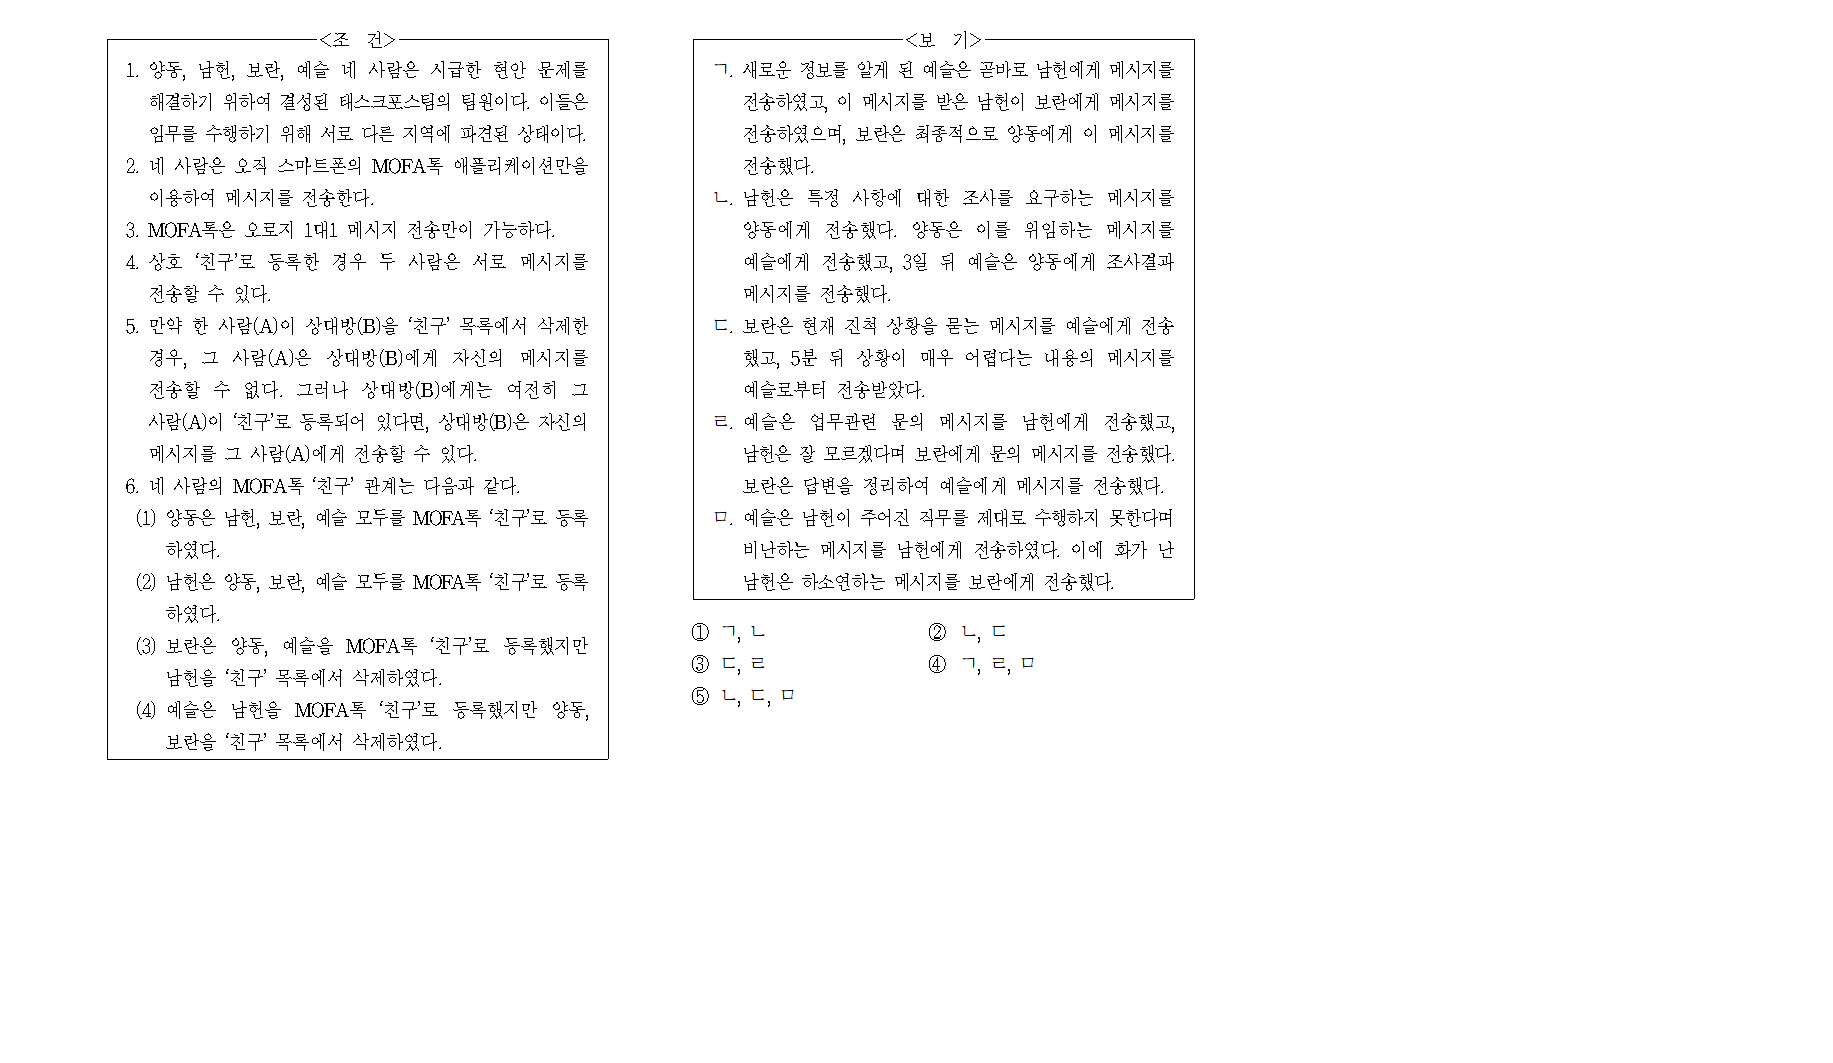 <조 건>
1. 양동, 남헌, 보란, 예슬 네 사람은 시급한 현안 문제를
해결하기 위하여 결성된 태스크포스팀의 팀원이다. 이들은
임무를 수행하기 위해 서로 다른 지역에 파견된 상태이다.
2. 네 사람은 오직 스마트폰의 MOFA톡 애플리케이션만을
이용하여 메시지를 전송한다.
3. MOFA톡은 오로지 1대1 메시지 전송만이 가능하다.
4. 상호 ‘친구’로 등록한 경우 두 사람은 서로 메시지를
전송할 수 있다.
5. 만약 한 사람(A)이 상대방(B)을 ‘친구’ 목록에서 삭제한
경우, 그 사람(A)은 상대방(B)에게 자신의 메시지를
전송할 수 없다. 그러나 상대방(B)에게는 여전히 그
사람(A)이 ‘친구’로 등록되어 있다면, 상대방(B)은 자신의
메시지를 그 사람(A)에게 전송할 수 있다.
6. 네 사람의 MOFA톡 ‘친구’ 관계는 다음과 같다.
(1) 양동은 남헌, 보란, 예슬 모두를 MOFA톡 ‘친구’로 등록
하였다.
(2) 남헌은 양동, 보란, 예슬 모두를 MOFA톡 ‘친구’로 등록
하였다.
(3) 보란은 양동, 예슬을 MOFA톡 ‘친구’로 등록했지만
남헌을 ‘친구’ 목록에서 삭제하였다.
(4) 예슬은 남헌을 MOFA톡 ‘친구’로 등록했지만 양동,
보란을 ‘친구’ 목록에서 삭제하였다.
<보 기>
ㄱ. 새로운 정보를 알게 된 예슬은 곧바로 남헌에게 메시지를
전송하였고, 이 메시지를 받은 남헌이 보란에게 메시지를
전송하였으며, 보란은 최종적으로 양동에게 이 메시지를
전송했다.
ㄴ. 남헌은 특정 사항에 대한 조사를 요구하는 메시지를
양동에게 전송했다. 양동은 이를 위임하는 메시지를
예슬에게 전송했고, 3일 뒤 예슬은 양동에게 조사결과
메시지를 전송했다.
ㄷ. 보란은 현재 진척 상황을 묻는 메시지를 예슬에게 전송
했고, 5분 뒤 상황이 매우 어렵다는 내용의 메시지를
예슬로부터 전송받았다.
ㄹ. 예슬은 업무관련 문의 메시지를 남헌에게 전송했고,
남헌은 잘 모르겠다며 보란에게 문의 메시지를 전송했다.
보란은 답변을 정리하여 예슬에게 메시지를 전송했다.
ㅁ. 예슬은 남헌이 주어진 직무를 제대로 수행하지 못한다며
비난하는 메시지를 남헌에게 전송하였다. 이에 화가 난
남헌은 하소연하는 메시지를 보란에게 전송했다.
① ㄱ, ㄴ ② ㄴ, ㄷ
③ ㄷ, ㄹ ④ ㄱ, ㄹ, ㅁ
⑤ ㄴ, ㄷ, ㅁ